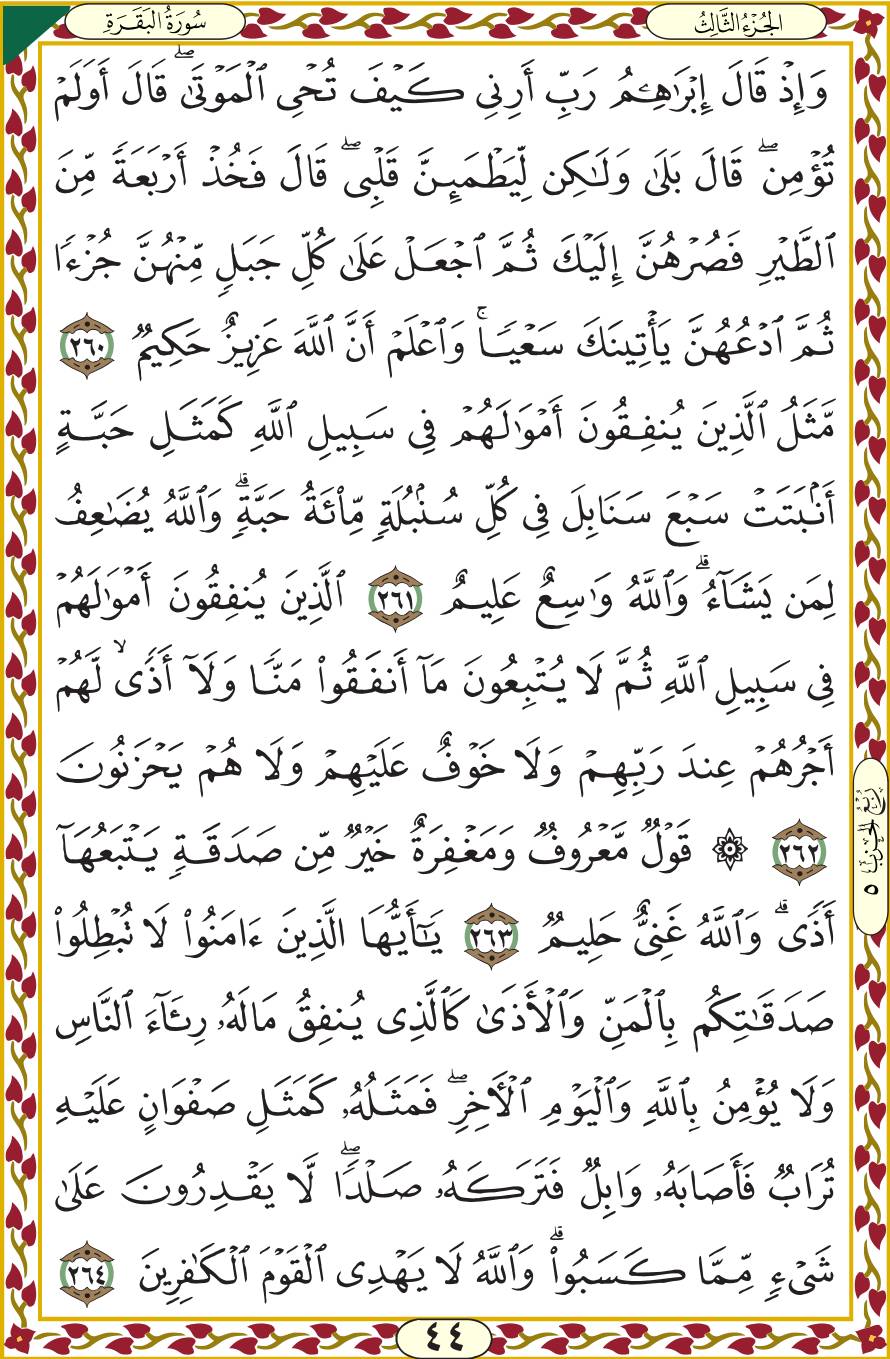 الجُزْءُ الثَّالِثُ
سُورَةُ البَقَرَةِ
وَإِذْ قَالَ إِبْرَٰهِـۧمُ رَبِّ أَرِنِى كَيْفَ تُحْىِ ٱلْمَوْتَىٰ ۖ قَالَ أَوَلَمْ
تُؤْمِن ۖ قَالَ بَلَىٰ وَلَـٰكِن لِّيَطْمَئِنَّ قَلْبِى ۖ قَالَ فَخُذْ أَرْبَعَةً مِّنَ
ٱلطَّيْرِ فَصُرْهُنَّ إِلَيْكَ ثُمَّ ٱجْعَلْ عَلَىٰ كُلِّ جَبَلٍ مِّنْهُنَّ جُزْءًا
ثُمَّ ٱدْعُهُنَّ يَأْتِينَكَ سَعْيًا ۚ وَٱعْلَمْ أَنَّ ٱللَّهَ عَزِيزٌ حَكِيمٌ ٢٦٠
مَّثَلُ ٱلَّذِينَ يُنفِقُونَ أَمْوَٰلَهُمْ فِى سَبِيلِ ٱللَّهِ كَمَثَلِ حَبَّةٍ
أَنۢبَتَتْ سَبْعَ سَنَابِلَ فِى كُلِّ سُنۢبُلَةٍ مِّا۟ئَةُ حَبَّةٍ ۗ وَٱللَّهُ يُضَـٰعِفُ
لِمَن يَشَآءُ ۗ وَٱللَّهُ وَٰسِعٌ عَلِيمٌ ٢٦١ ٱلَّذِينَ يُنفِقُونَ أَمْوَٰلَهُمْ
فِى سَبِيلِ ٱللَّهِ ثُمَّ لَا يُتْبِعُونَ مَآ أَنفَقُوا۟ مَنًّا وَلَآ أَذًى ۙ لَّهُمْ
أَجْرُهُمْ عِندَ رَبِّهِمْ وَلَا خَوْفٌ عَلَيْهِمْ وَلَا هُمْ يَحْزَنُونَ
٢٦٢ ۞ قَوْلٌ مَّعْرُوفٌ وَمَغْفِرَةٌ خَيْرٌ مِّن صَدَقَةٍ يَتْبَعُهَآ
أَذًى ۗ وَٱللَّهُ غَنِىٌّ حَلِيمٌ ٢٦٣ يَـٰٓأَيُّهَا ٱلَّذِينَ ءَامَنُوا۟ لَا تُبْطِلُوا۟
صَدَقَـٰتِكُم بِٱلْمَنِّ وَٱلْأَذَىٰ كَٱلَّذِى يُنفِقُ مَالَهُۥ رِئَآءَ ٱلنَّاسِ
وَلَا يُؤْمِنُ بِٱللَّهِ وَٱلْيَوْمِ ٱلْـَٔاخِرِ ۖ فَمَثَلُهُۥ كَمَثَلِ صَفْوَانٍ عَلَيْهِ
تُرَابٌ فَأَصَابَهُۥ وَابِلٌ فَتَرَكَهُۥ صَلْدًا ۖ لَّا يَقْدِرُونَ عَلَىٰ
شَىْءٍ مِّمَّا كَسَبُوا۟ ۗ وَٱللَّهُ لَا يَهْدِى ٱلْقَوْمَ ٱلْكَـٰفِرِينَ ٢٦٤
رُبْعُ الحِزْبِ ٥
٤٤